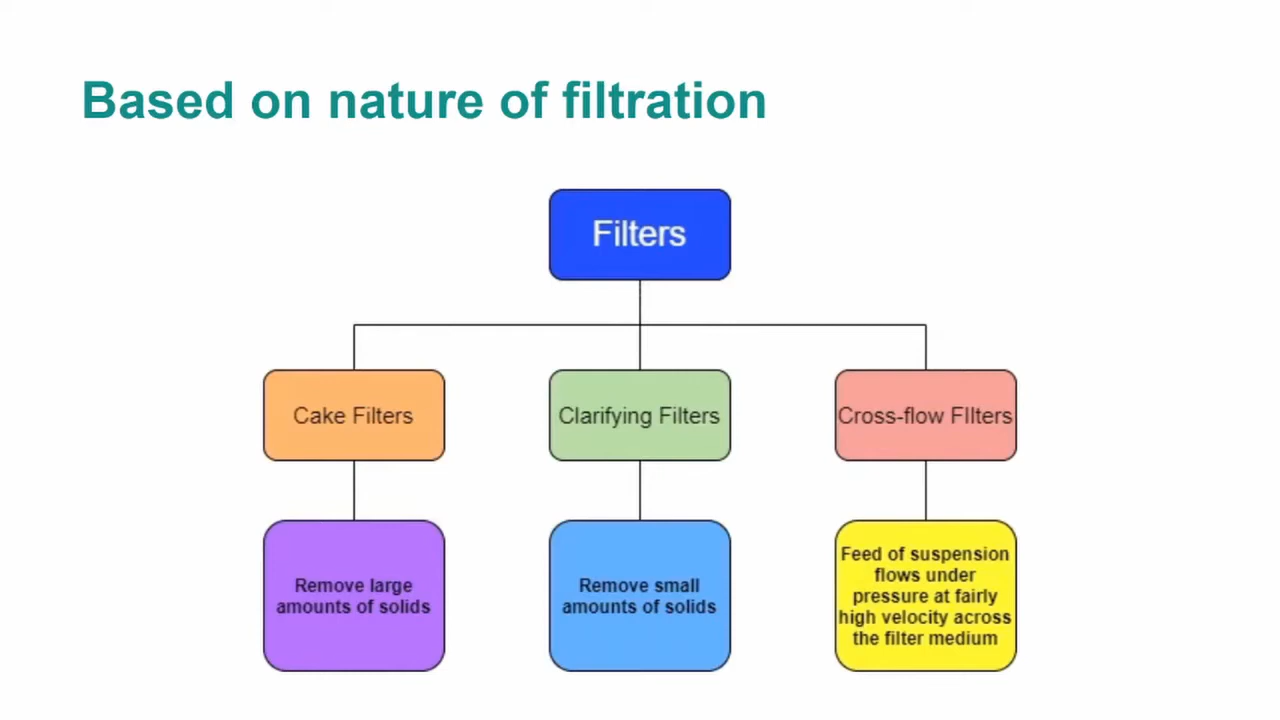 Based on nature of filtration
Filters
Cake Filters
Clarifying Filters
Cross-flow FIlters
Remove large
amounts of solids
Remove small
amounts of solids
Feed of suspension
flows under
pressure at fairly
high velocity across
the filter medium